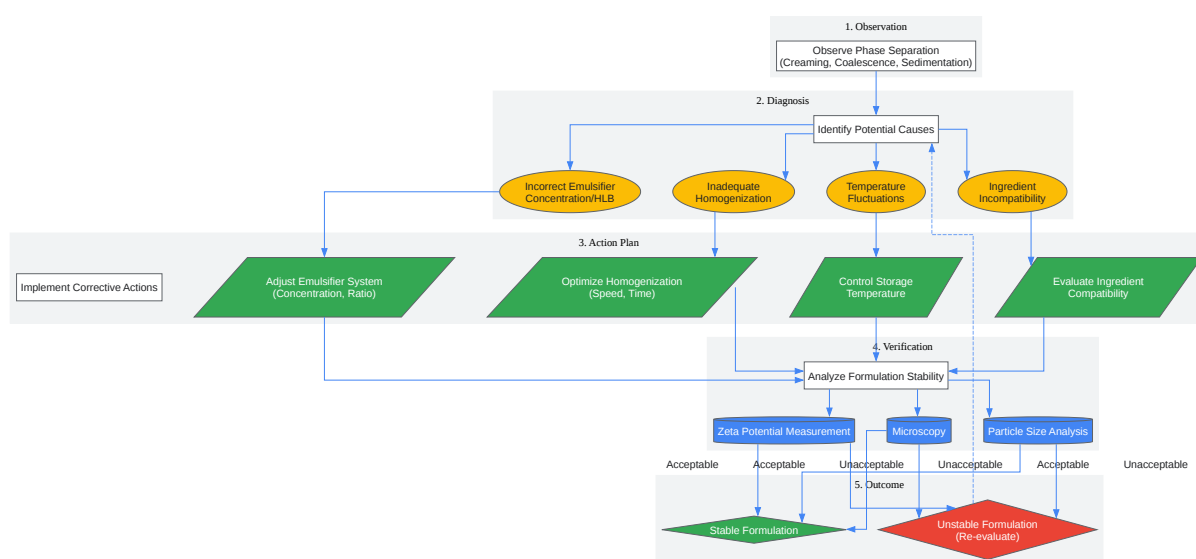 1. Observation
Observe Phase Separation
(Creaming, Coalescence, Sedimentation)
2. Diagnosis
Identify Potential Causes
Incorrect Emulsifier
Concentration/HLB
Inadequate
Homogenization
Temperature
Fluctuations
Ingredient
Incompatibility
3. Action Plan
Implement Corrective Actions
Adjust Emulsifier System
(Concentration, Ratio)
Optimize Homogenization
(Speed, Time)
Control Storage
Temperature
Evaluate Ingredient
Compatibility
4. Verification
Analyze Formulation Stability
Zeta Potential Measurement
Microscopy
Particle Size Analysis
Acceptable
Acceptable
Unacceptable
Unacceptable
Acceptable
Unacceptable
5. Outcome
Stable Formulation
Unstable Formulation
(Re-evaluate)